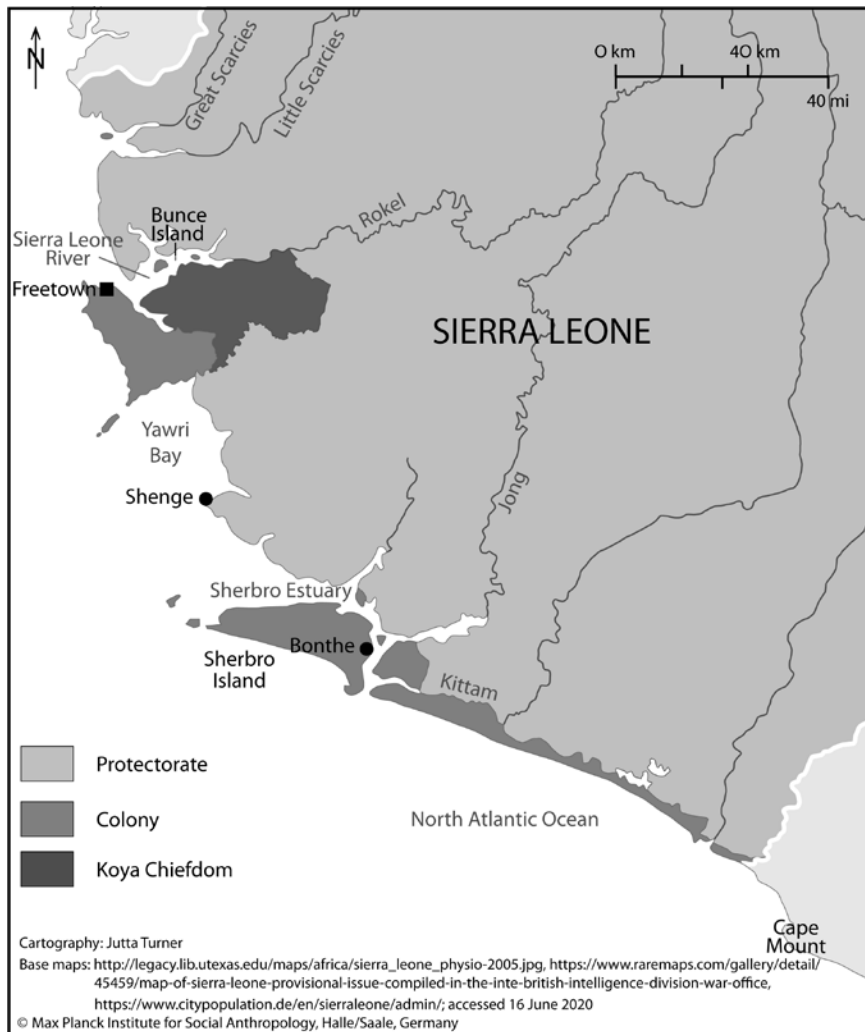 N
Great Scarcies
Little Scarcies
O km
4O km
40 mi
Rokel
Bunce
Island
Sierra Leone
River
Freetown
SIERRA LEONE
Yawri
Bay
Shenge
Jong
Sherbro Estuary
Bonthe
Sherbro
Island
Kittam
Protectorate
Colony
Koya Chiefdom
North Atlantic Ocean
Cape
Mount
Cartography: Jutta Turner
Base maps: http://legacy.lib.utexas.edu/maps/africa/sierra_leone_physio-2005.jpg, https://www.raremaps.com/gallery/detail/
45459/map-of-sierra-leone-provisional-issue-compiled-in-the-inte-british-intelligence-division-war-office,
https://www.citypopulation.de/en/sierraleone/admin/; accessed 16 June 2020
© Max Planck Institute for Social Anthropology, Halle/Saale, Germany